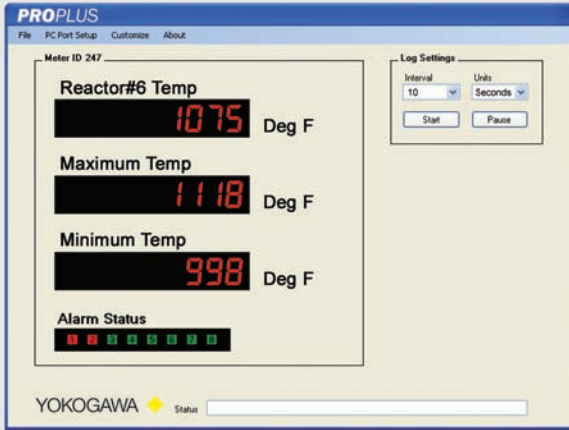 PROPLUS
File PC Port Setup Customize About
Meter ID 247
Reactor#6 Temp
1075 Deg F
Maximum Temp
1118 Deg F
Minimum Temp
998 Deg F
Alarm Status
1 2 3 4 5 6 7 8
Log Settings
Interval Units
10 Seconds
Start Pause
YOKOGAWA Status